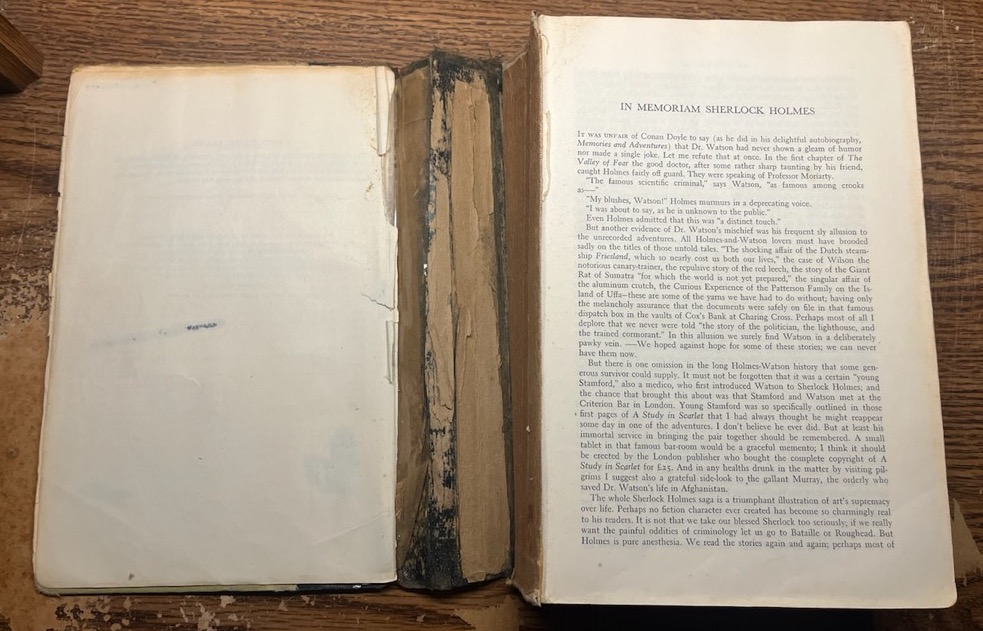 IN MEMORIAM SHERLOCK HOLMES
IT WAS UNFAIR of Conan Doyle to say (as he did in his delightful autobiography,
Memories and Adventures) that Dr. Watson had never shown a gleam of humor
nor made a single joke. Let me refute that at once. In the first chapter of The
Valley of Fear the good doctor, after some rather sharp taunting by his friend,
caught Holmes fairly off guard. They were speaking of Professor Moriarty.
"The famous scientific criminal," says Watson, "as famous among crooks
as—"
"My blushes, Watson!" Holmes murmurs in a deprecating voice.
"I was about to say, as he is unknown to the public."
Even Holmes admitted that this was "a distinct touch."
But another evidence of Dr. Watson's mischief was his frequent sly allusion to
the unrecorded adventures. All Holmes-and-Watson lovers must have brooded
sadly on the titles of those untold tales. "The shocking affair of the Dutch steam-
ship Friesland, which so nearly cost us both our lives," the case of Wilson the
notorious canary-trainer, the repulsive story of the red leech, the story of the Giant
Rat of Sumatra "for which the world is not yet prepared," the singular affair of
the aluminum crutch, the Curious Experience of the Patterson Family on the Is-
land of Uffa—these are some of the yarns we have had to do without; having only
the melancholy assurance that the documents were safely on file in that famous
dispatch box in the vaults of Cox's Bank at Charing Cross. Perhaps most of all I
deplore that we never were told "the story of the politician, the lighthouse, and
the trained cormorant." In this allusion we surely find Watson in a deliberately
pawky vein. —We hoped against hope for some of these stories; we can never
have them now.
But there is one omission in the long Holmes-Watson history that some gen-
erous survivor could supply. It must not be forgotten that it was a certain "young
Stamford," also a medico, who first introduced Watson to Sherlock Holmes; and
the chance that brought this about was that Stamford and Watson met at the
Criterion Bar in London. Young Stamford was so specifically outlined in those
first pages of A Study in Scarlet that I had always thought he might reappear
some day in one of the adventures. I don't believe he ever did. But at least his
immortal service in bringing the pair together should be remembered. A small
tablet in that famous bar-room would be a graceful memento; I think it should
be erected by the London publisher who bought the complete copyright of A
Study in Scarlet for £25. And in any healths drunk in the matter by visiting pil-
grims I suggest also a grateful side-look to the gallant Murray, the orderly who
saved Dr. Watson's life in Afghanistan.
The whole Sherlock Holmes saga is a triumphant illustration of art's supremacy
over life. Perhaps no fiction character ever created has become so charmingly real
to his readers. It is not that we take our blessed Sherlock too seriously; if we really
want the painful oddities of criminology let us go to Bataille or Roughead. But
Holmes is pure anesthesia. We read the stories again and again; perhaps most of